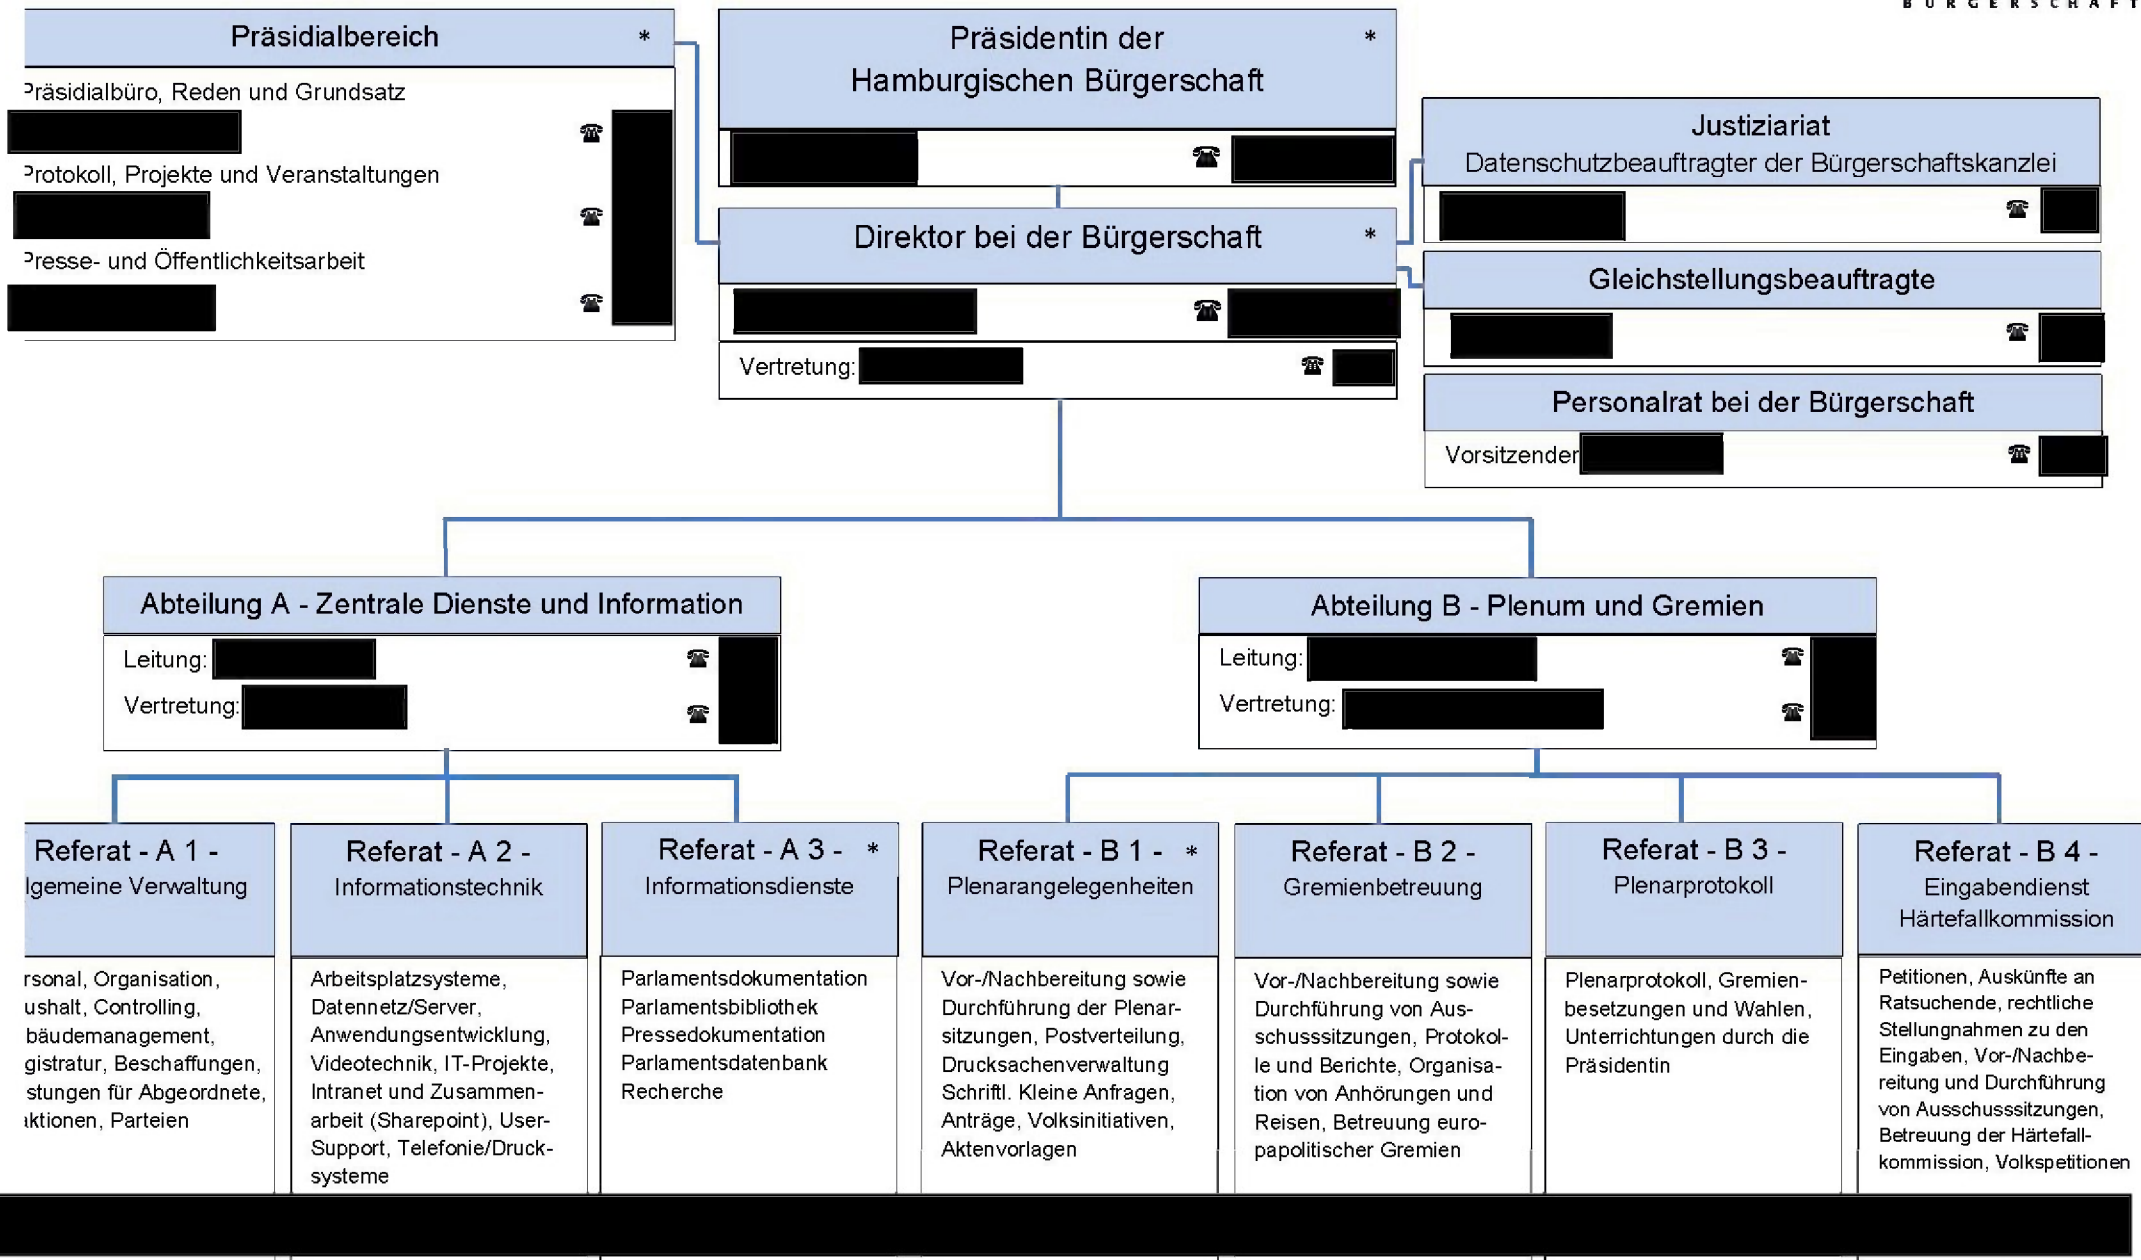 BÜRGERSCHAFT
Präsidialbereich *
Präsidialbüro, Reden und Grundsatz
Protokoll, Projekte und Veranstaltungen
Presse- und Öffentlichkeitsarbeit
Präsidentin der *
Hamburgischen Bürgerschaft
Direktor bei der Bürgerschaft *
Vertretung:
Justiziariat
Datenschutzbeauftragter der Bürgerschaftskanzlei
Gleichstellungsbeauftragte
Personalrat bei der Bürgerschaft
Vorsitzender
Abteilung A - Zentrale Dienste und Information
Leitung:
Vertretung:
Abteilung B - Plenum und Gremien
Leitung:
Vertretung:
Referat - A 1 -
lgemeine Verwaltung
rsonal, Organisation,
ushalt, Controlling,
bäudemanagement,
gistratur, Beschaffungen,
stungen für Abgeordnete,
ktionen, Parteien
Referat - A 2 -
Informationstechnik
Arbeitsplatzsysteme,
Datennetz/Server,
Anwendungsentwicklung,
Videotechnik, IT-Projekte,
Intranet und Zusammen-
arbeit (Sharepoint), User-
Support, Telefonie/Druck-
systeme
Referat - A 3 - *
Informationsdienste
Parlamentsdokumentation
Parlamentsbibliothek
Pressedokumentation
Parlamentsdatenbank
Recherche
Referat - B 1 - *
Plenarangelegenheiten
Vor-/Nachbereitung sowie
Durchführung der Plenar-
sitzungen, Postverteilung,
Drucksachenverwaltung
Schriftl. Kleine Anfragen,
Anträge, Volksinitiativen,
Aktenvorlagen
Referat - B 2 -
Gremienbetreuung
Vor-/Nachbereitung sowie
Durchführung von Aus-
schusssitzungen, Protokol-
le und Berichte, Organisa-
tion von Anhörungen und
Reisen, Betreuung euro-
papolitischer Gremien
Referat - B 3 -
Plenarprotokoll
Plenarprotokoll, Gremien-
besetzungen und Wahlen,
Unterrichtungen durch die
Präsidentin
Referat - B 4 -
Eingabendienst
Härtefallkommission
Petitionen, Auskünfte an
Ratsuchende, rechtliche
Stellungnahmen zu den
Eingaben, Vor-/Nachbe-
reitung und Durchführung
von Ausschusssitzungen,
Betreuung der Härtefall-
kommission, Volkspetitionen